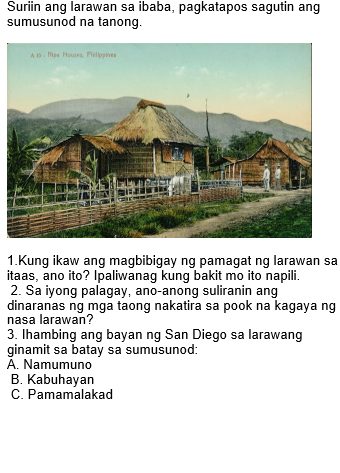 Suriin ang larawan sa ibaba, pagkatapos sagutin ang
sumusunod na tanong.
Nipa Houses, Philippines
1.Kung ikaw ang magbibigay ng pamagat ng larawan sa
itaas, ano ito? Ipaliwanag kung bakit mo ito napili.
2. Sa iyong palagay, ano-anong suliranin ang
dinaranas ng mga taong nakatira sa pook na kagaya ng
nasa larawan?
3. Ihambing ang bayan ng San Diego sa larawang
ginamit sa batay sa sumusunod:
A. Namumuno
B. Kabuhayan
C. Pamamalakad